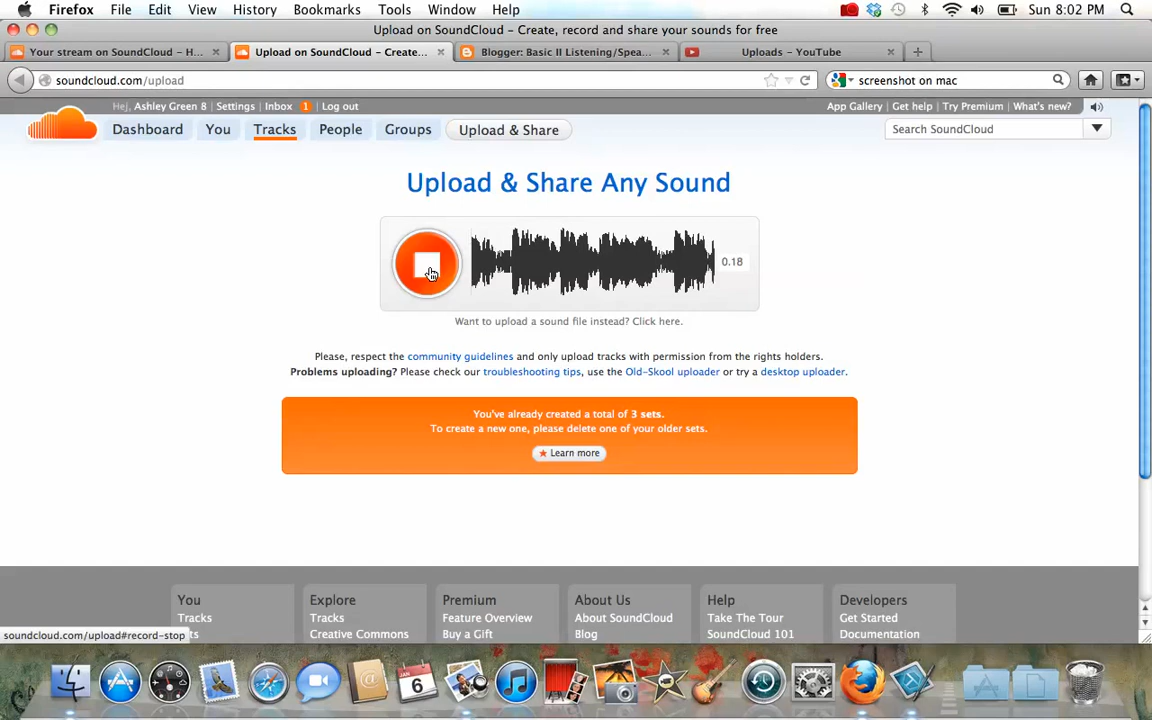 Firefox File Edit View History Bookmarks Tools Window Help Sun 8:02 PM
Upload on SoundCloud – Create, record and share your sounds for free
Your stream on SoundCloud – H...
Upload on SoundCloud – Create...
Blogger: Basic II Listening/Spea...
Uploads – YouTube
soundcloud.com/upload
screenshot on mac
Hej, Ashley Green 8 Settings Inbox 1 Log out
App Gallery Get help Try Premium What's new?
Dashboard You Tracks People Groups Upload & Share
Search SoundCloud
Upload & Share Any Sound
0.18
Want to upload a sound file instead? Click here.
Please, respect the community guidelines and only upload tracks with permission from the rights holders.
Problems uploading? Please check our troubleshooting tips, use the Old-Skool uploader or try a desktop uploader.
You've already created a total of 3 sets.
To create a new one, please delete one of your older sets.
Learn more
You Explore Premium About Us Help Developers
Tracks Tracks Feature Overview About SoundCloud Take The Tour Get Started
Creative Commons Buy a Gift Blog SoundCloud 101 Documentation
soundcloud.com/upload#record-stop
6